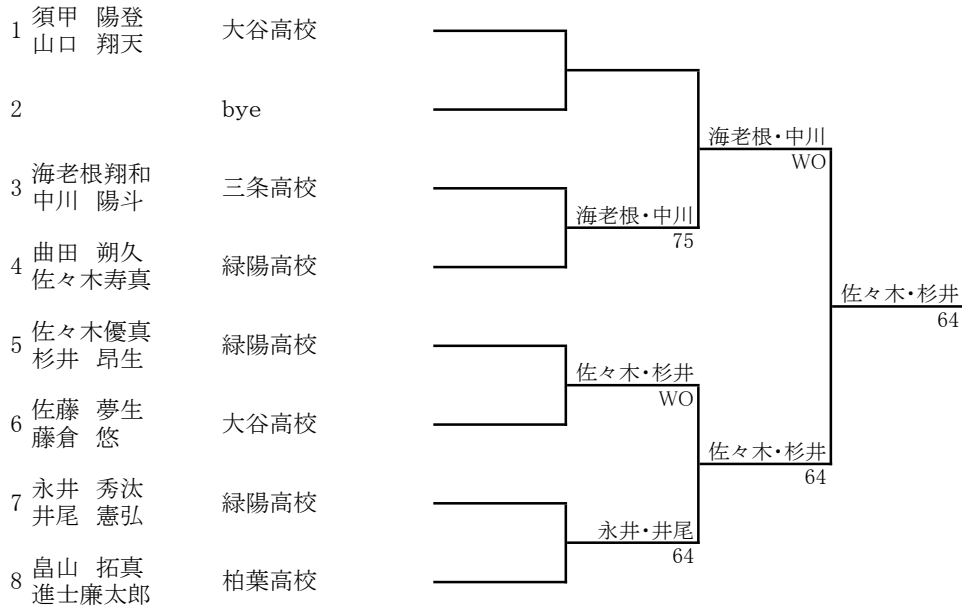 1 須甲 陽登 大谷高校
山口 翔天
2 bye
海老根・中川
WO
3 海老根翔和 三条高校
中川 陽斗
海老根・中川
75
4 曲田 朔久 緑陽高校
佐々木寿真
佐々木・杉井
64
5 佐々木優真 緑陽高校
杉井 昂生
佐々木・杉井
WO
6 佐藤 夢生 大谷高校
藤倉 悠
佐々木・杉井
64
7 永井 秀汰 緑陽高校
井尾 憲弘
永井・井尾
64
8 畠山 拓真 柏葉高校
進士廉太郎